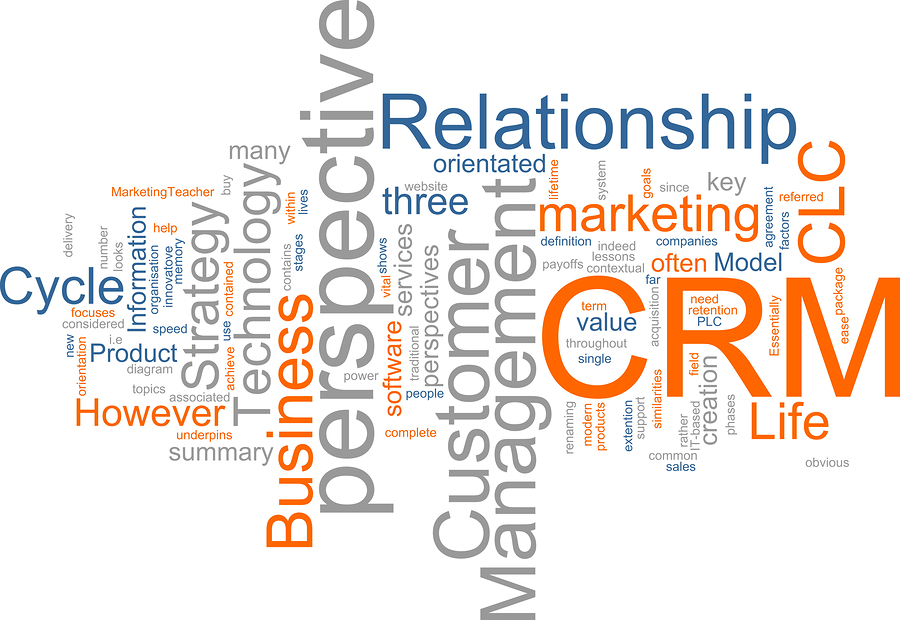 perspective
Relationship
orientated
CLC
many
MarketingTeacher
buy
within
lives
website
three
lifetime
system
goals
since
key
agreement
referred
factors
marketing
delivery
number
looks
Information
help
organisation
innovatove
memory
Strategy
Technology
contains
stages
shows
vital
services
perspectives
Customer
Management
definition
indeed
companies
lessons
payoffs
contextual
often
Model
far
Cycle
focuses
considered
i.e
speed
use
contained
Business
CRM
term
value
throughout
single
acquisition
need
retention
PLC
Essentially
package
ease
new
orientation
Product
diagram
achieve
power
software
traditional
people
topics
associated
However
underpins
summary
complete
renaming
modern
products
extention
support
similarities
field
creation
rather
IT-based
phases
Life
common
sales
obvious